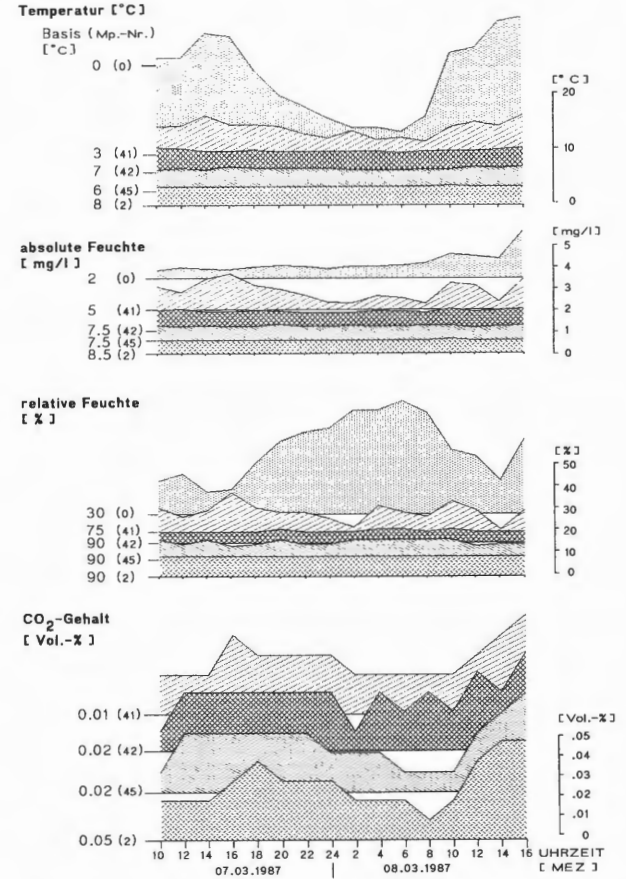 Temperatur [°C]
Basis (Mp.-Nr.)
[°C]
0 (0)
3 (41)
7 (42)
6 (45)
8 (2)
[° C]
20
10
0
absolute Feuchte
[ mg/l ]
2 (0)
5 (41)
7.5 (42)
7.5 (45)
8.5 (2)
[mg/l]
5
4
3
2
1
0
relative Feuchte
[ % ]
30 (0)
75 (41)
90 (42)
90 (45)
90 (2)
[%]
50
40
30
20
10
0
CO2-Gehalt
[ Vol.-% ]
0.01 (41)
0.02 (42)
0.02 (45)
0.05 (2)
[Vol.-%]
.05
.04
.03
.02
.01
0
10 12 14 16 18 20 22 24 2 4 6 8 10 12 14 16 UHRZEIT
07.03.1987 08.03.1987 [ MEZ ]